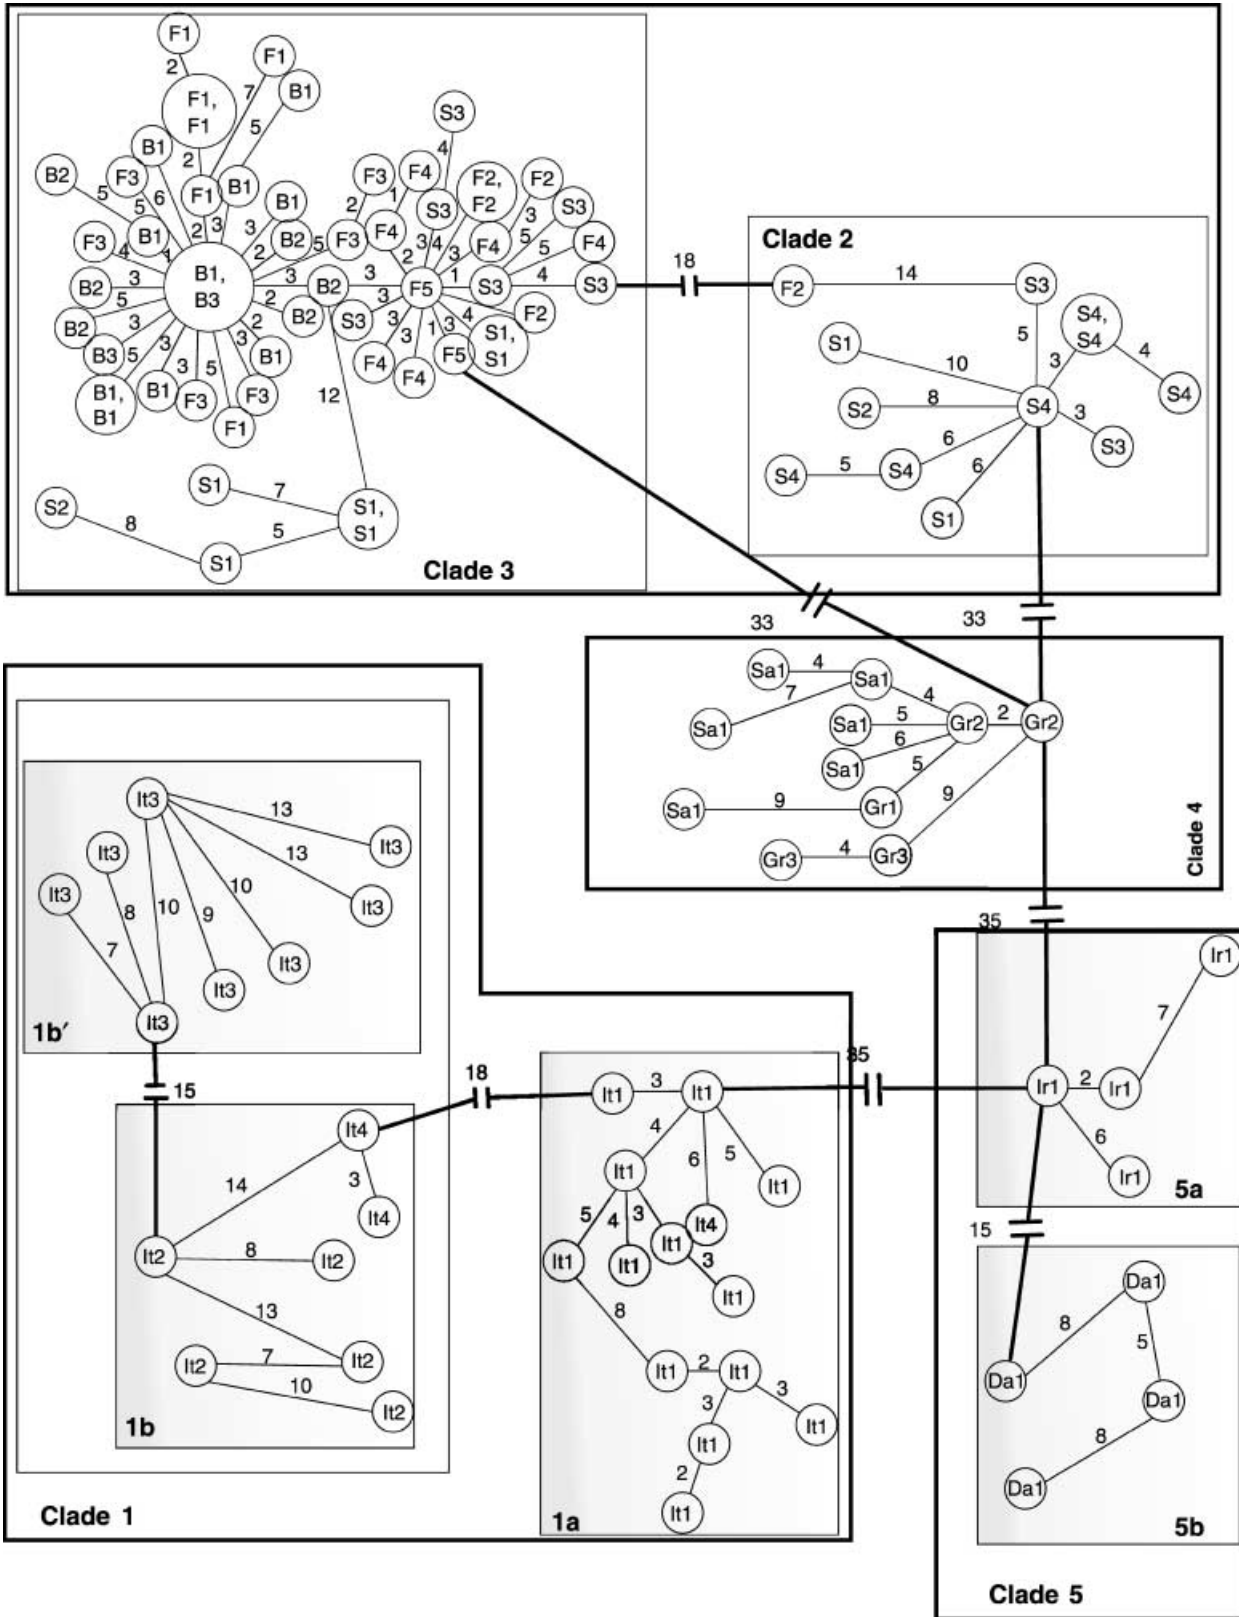 F1
2
F1,
F1
F1
7
B1
5
B1
2
F3
6
B2
5
5
F1
B1
2
3
B1
3
B2
2
F3
4
B1
1
B1,
B3
B2
3
5
B2
3
B3
5
B1,
B1
3
B1
3
F3
5
F1
3
F3
2
B1
2
B2
3
B2
5
F3
2
F3
1
F4
F4
2
S3
4
S3
3
4
F2,
F2
3
F4
3
F2
S3
5
5
F4
3
F5
1
S3
4
S3
3
S3
3
F4
F4
1
3
F5
4
S1,
S1
F2
12
S1,
S1
7
S1
5
S1
8
S2
Clade 3
18
Clade 2
F2
14
S3
5
S4,
S4
3
4
S4
S1
10
S2
8
S4
3
S3
6
S4
5
S4
6
S1
33
33
Sa1
4
Sa1
7
Sa1
4
Sa1
5
Gr2
2
Gr2
6
Sa1
5
Sa1
9
Gr1
9
Gr3
4
Gr3
Clade 4
35
It3
13
It3
13
It3
It3
10
It3
8
10
9
It3
7
It3
It3
1b′
15
18
It4
14
3
It4
It2
8
It2
13
It2
7
It2
10
It2
1b
Clade 1
It1
3
It1
35
4
6
5
It1
It1
5
4
3
It4
It1
It1
It1
3
It1
8
It1
2
It1
3
3
It1
It1
2
It1
1a
Ir1
7
Ir1
2
Ir1
6
Ir1
5a
15
Da1
8
5
Da1
Da1
8
Da1
5b
Clade 5